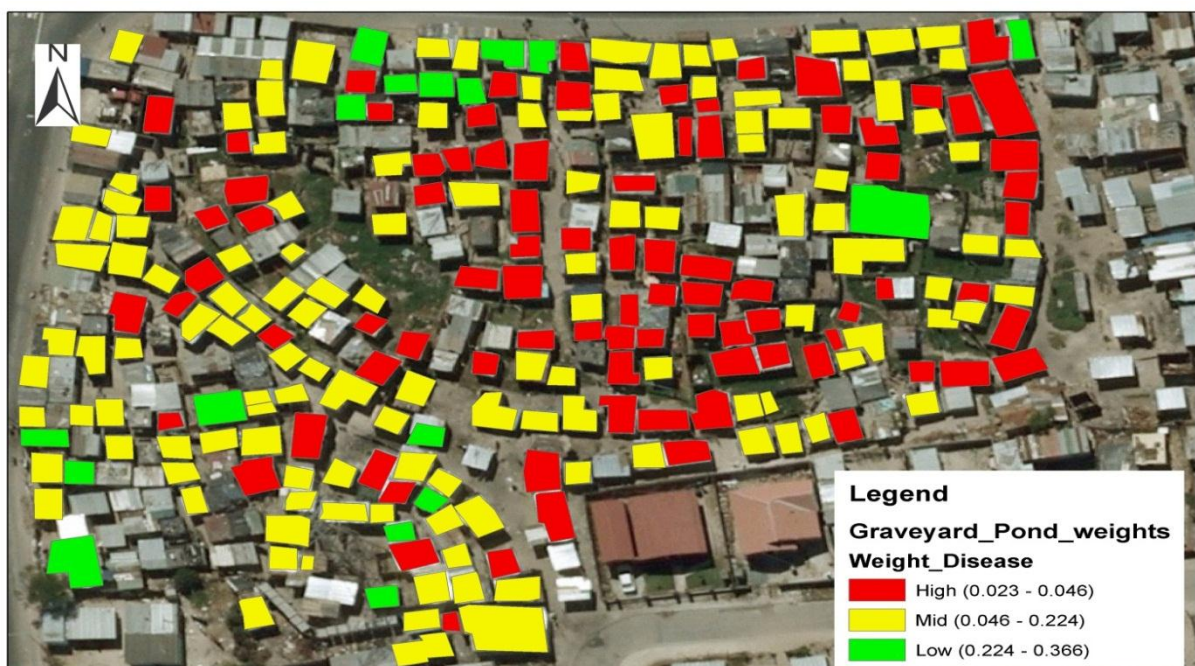 N
Legend
Graveyard_Pond_weights
Weight_Disease
High (0.023 - 0.046)
Mid (0.046 - 0.224)
Low (0.224 - 0.366)